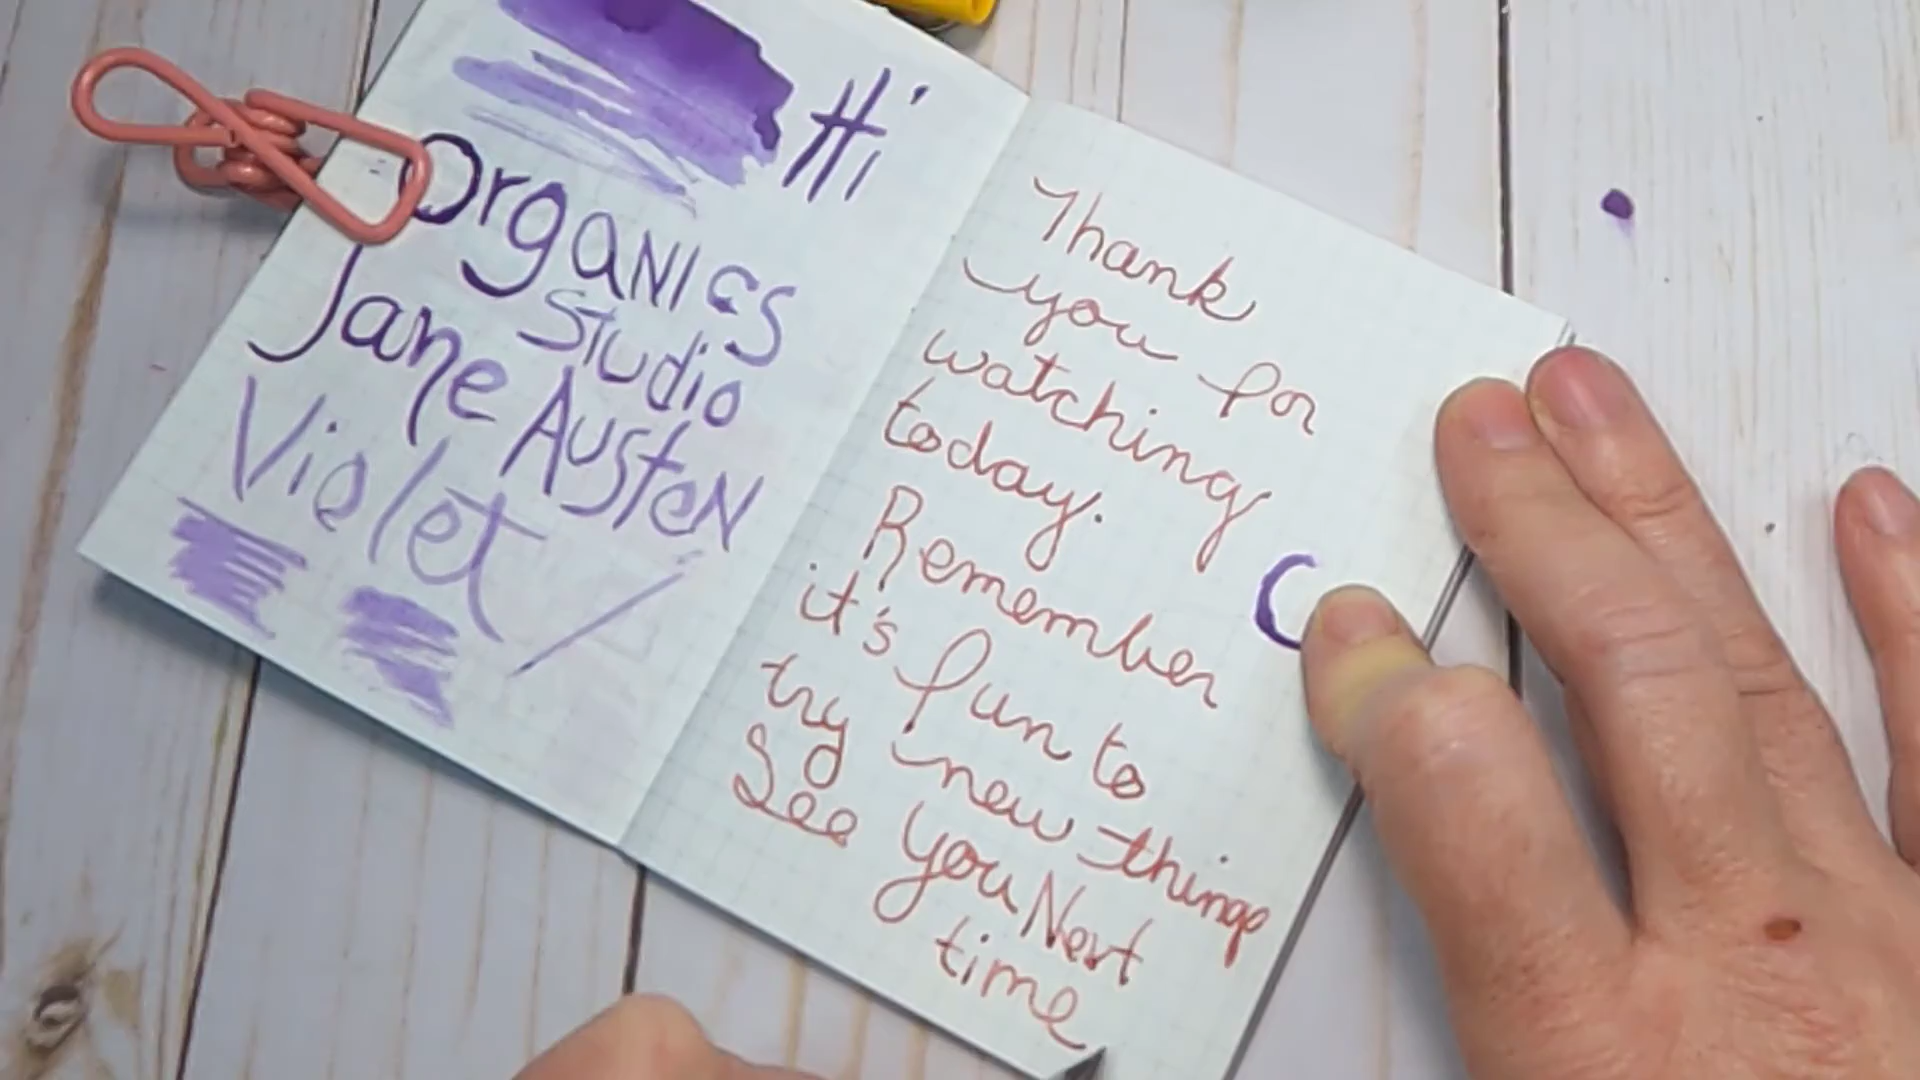 Hi
Organics
Studio
Jane Austen
Violet
Thank
you for
watching
today.
Remember
it's fun to
try new things
See you Next
time